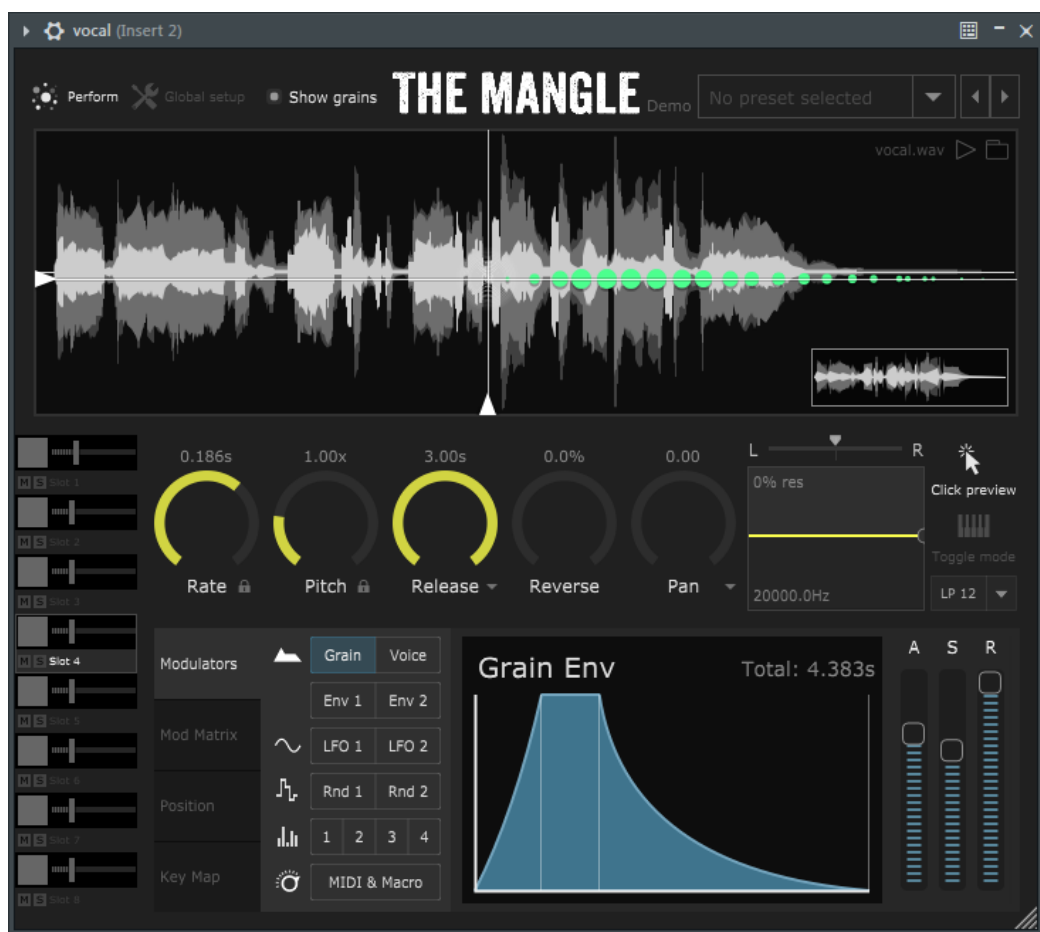 vocal (Insert 2)
Perform Global setup Show grains THE MANGLE Demo No preset selected
vocal.wav
M S Slot 1
M S Slot 2
M S Slot 3
M S Slot 4
M S Slot 5
M S Slot 6
M S Slot 7
M S Slot 8
0.186s 1.00x 3.00s 0.0% 0.00
Rate Pitch Release Reverse Pan
L R
0% res
20000.0Hz
Click preview
Toggle mode
LP 12
Modulators
Mod Matrix
Position
Key Map
Grain Voice
Env 1 Env 2
LFO 1 LFO 2
Rnd 1 Rnd 2
1 2 3 4
MIDI & Macro
Grain Env Total: 4.383s
A S R